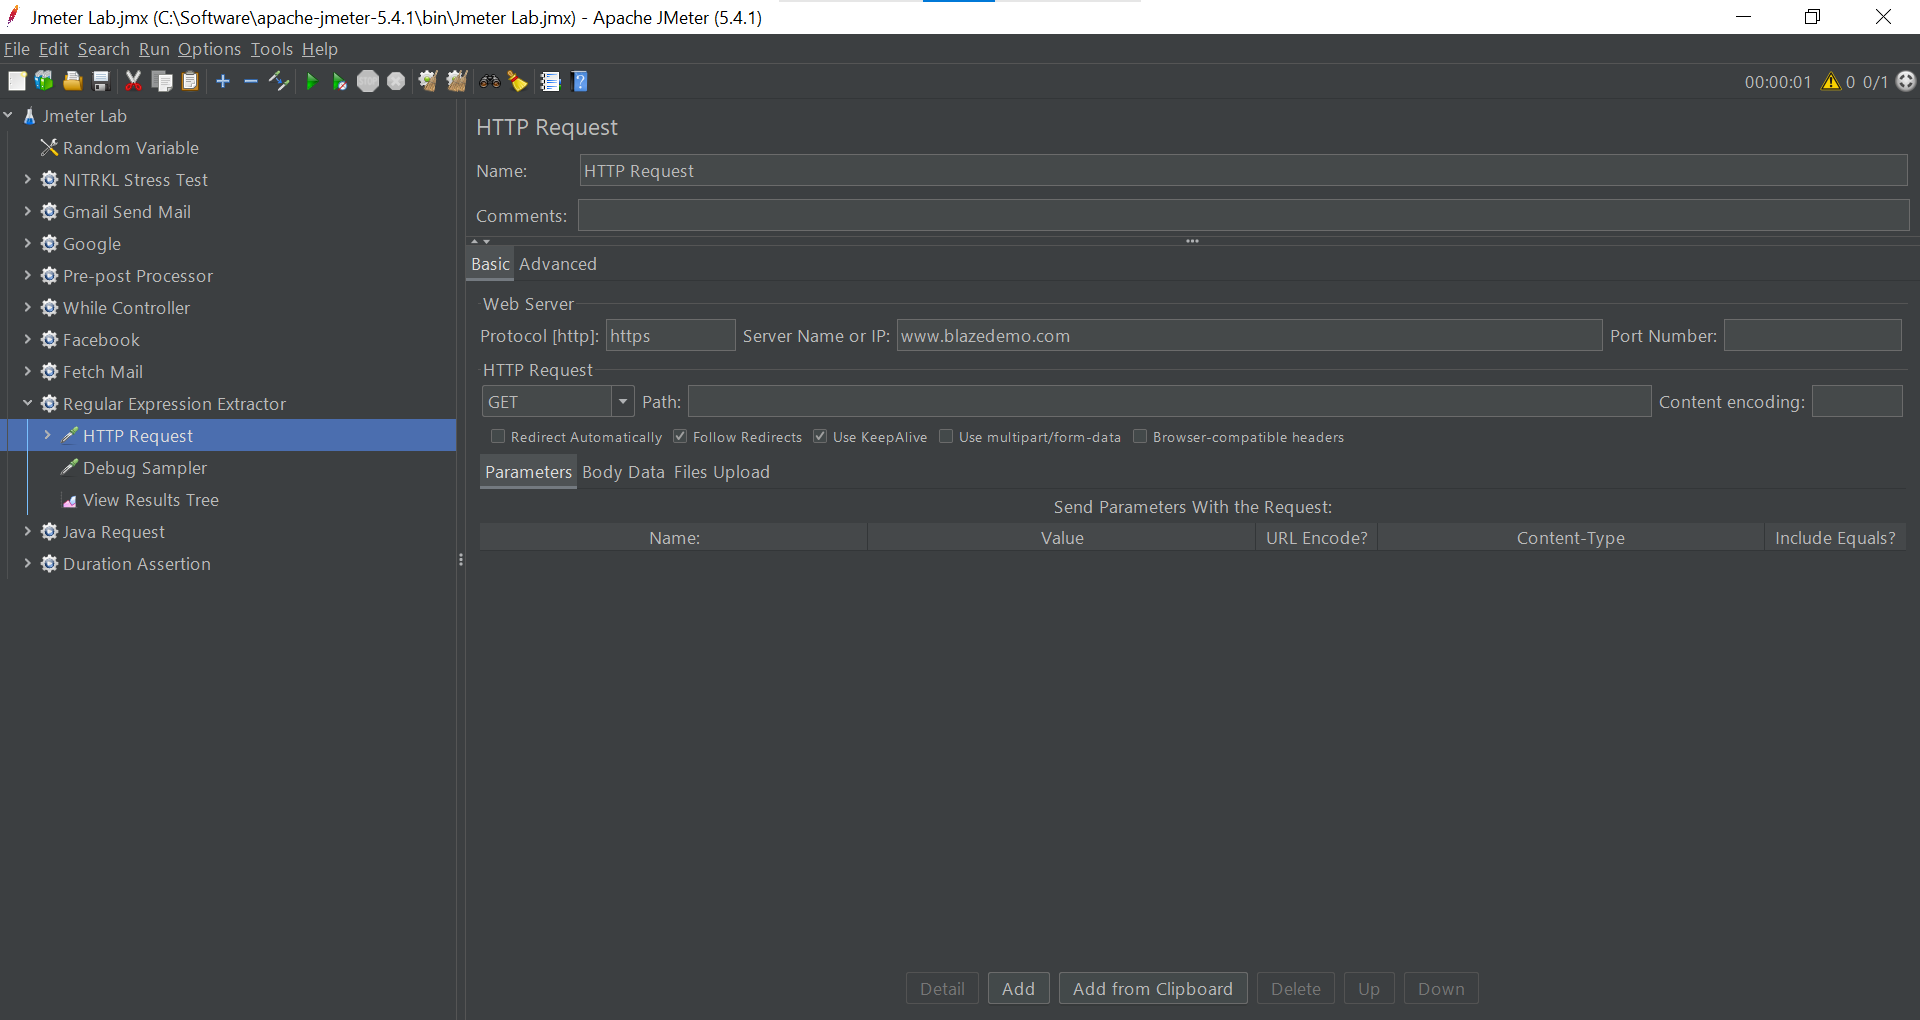 Jmeter Lab.jmx (C:\Software\apache-jmeter-5.4.1\bin\Jmeter Lab.jmx) - Apache JMeter (5.4.1)
File Edit Search Run Options Tools Help
00:00:01 0 0/1
Jmeter Lab
Random Variable
NITRKL Stress Test
Gmail Send Mail
Google
Pre-post Processor
While Controller
Facebook
Fetch Mail
Regular Expression Extractor
HTTP Request
Debug Sampler
View Results Tree
Java Request
Duration Assertion
HTTP Request
Name: HTTP Request
Comments:
Basic Advanced
Web Server
Protocol [http]: https Server Name or IP: www.blazedemo.com Port Number:
HTTP Request
GET Path: Content encoding:
Redirect Automatically Follow Redirects Use KeepAlive Use multipart/form-data Browser-compatible headers
Parameters Body Data Files Upload
Send Parameters With the Request:
Name: Value URL Encode? Content-Type Include Equals?
Detail Add Add from Clipboard Delete Up Down